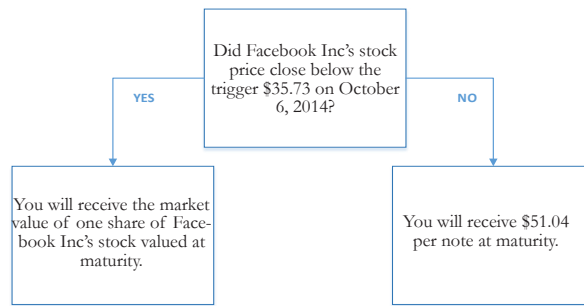 Did Facebook Inc's stock
price close below the
trigger $35.73 on October
6, 2014?
YES
NO
You will receive the market
value of one share of Face-
book Inc's stock valued at
maturity.
You will receive $51.04
per note at maturity.